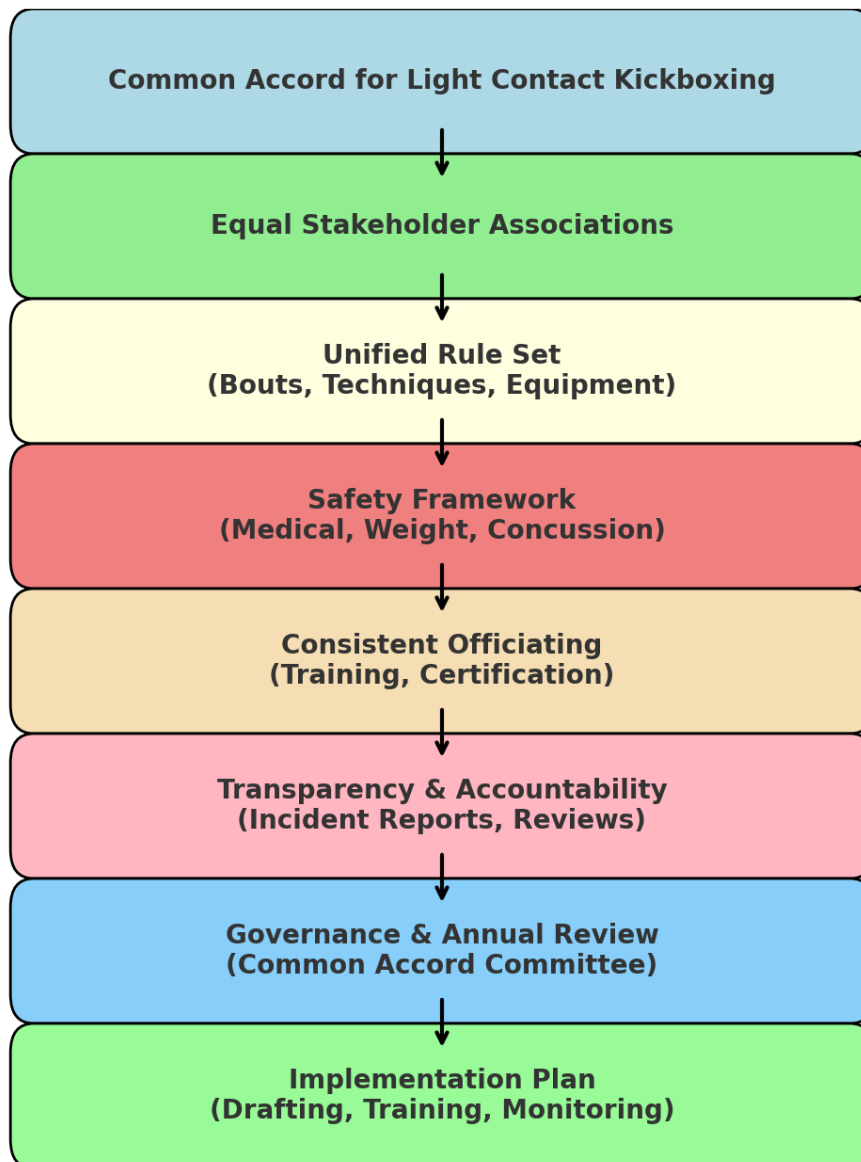 Common Accord for Light Contact Kickboxing
Equal Stakeholder Associations
Unified Rule Set
(Bouts, Techniques, Equipment)
Safety Framework
(Medical, Weight, Concussion)
Consistent Officiating
(Training, Certification)
Transparency & Accountability
(Incident Reports, Reviews)
Governance & Annual Review
(Common Accord Committee)
Implementation Plan
(Drafting, Training, Monitoring)